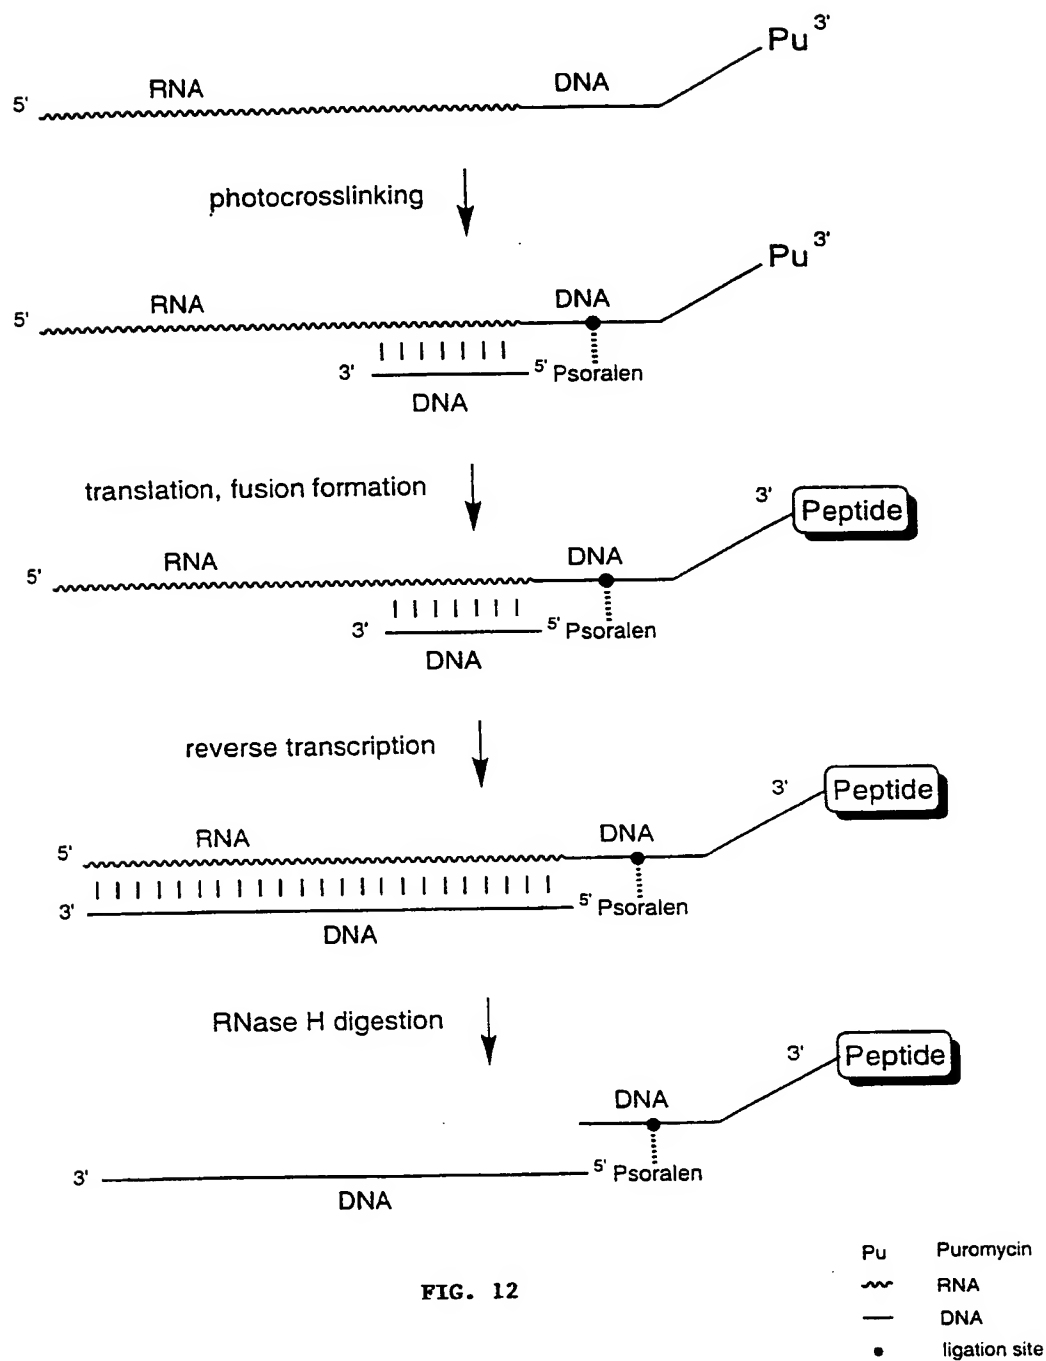 Pu 3'
RNA
DNA
5'
photocrosslinking
Pu 3'
RNA
DNA
5'
3'
5' Psoralen
DNA
translation, fusion formation
3' Peptide
RNA
DNA
5'
3'
5' Psoralen
DNA
reverse transcription
3' Peptide
RNA
DNA
5'
3'
5' Psoralen
DNA
RNase H digestion
3' Peptide
DNA
3'
5' Psoralen
DNA
Pu Puromycin
RNA
DNA
ligation site
FIG. 12